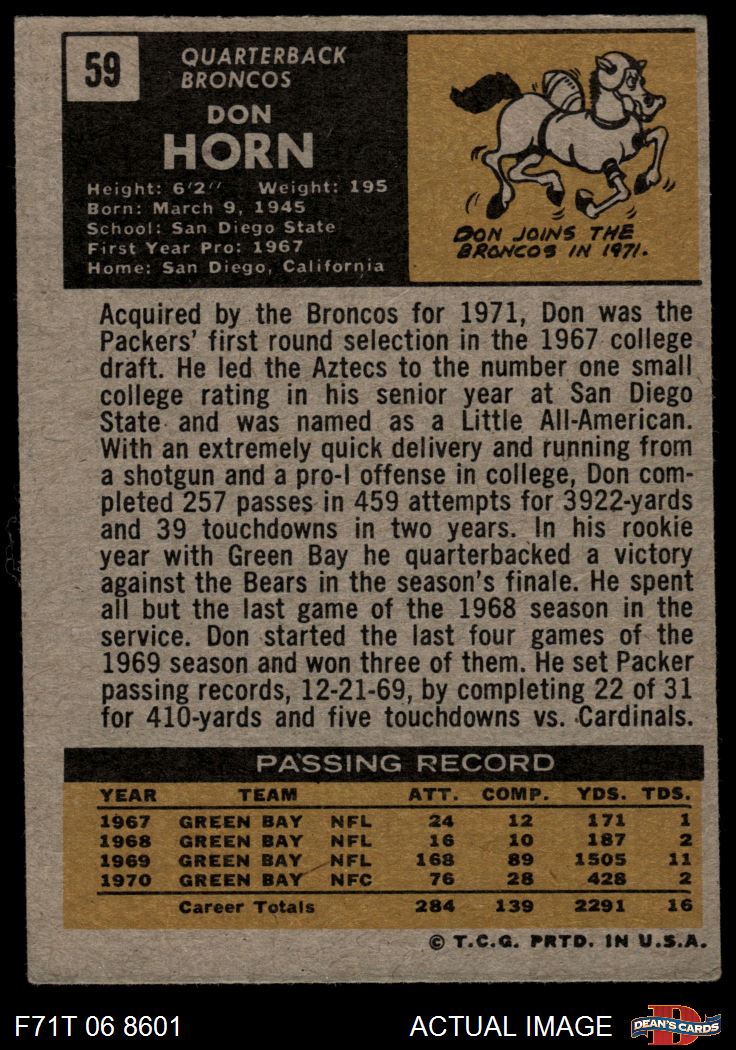 59
QUARTERBACK
BRONCOS
DON
HORN
Height: 6'2" Weight: 195
Born: March 9, 1945
School: San Diego State
First Year Pro: 1967
Home: San Diego, California
DON JOINS THE
BRONCOS IN 1971.
Acquired by the Broncos for 1971, Don was the
Packers' first round selection in the 1967 college
draft. He led the Aztecs to the number one small
college rating in his senior year at San Diego
State and was named as a Little All-American.
With an extremely quick delivery and running from
a shotgun and a pro-I offense in college, Don com-
pleted 257 passes in 459 attempts for 3922-yards
and 39 touchdowns in two years. In his rookie
year with Green Bay he quarterbacked a victory
against the Bears in the season's finale. He spent
all but the last game of the 1968 season in the
service. Don started the last four games of the
1969 season and won three of them. He set Packer
passing records, 12-21-69, by completing 22 of 31
for 410-yards and five touchdowns vs. Cardinals.
PASSING RECORD
YEAR TEAM ATT. COMP. YDS. TDS.
1967 GREEN BAY NFL 24 12 171 1
1968 GREEN BAY NFL 16 10 187 2
1969 GREEN BAY NFL 168 89 1505 11
1970 GREEN BAY NFC 76 28 428 2
Career Totals 284 139 2291 16
© T.C.G. PRTD. IN U.S.A.
F71T 06 8601 ACTUAL IMAGE D DEAN'S CARDS